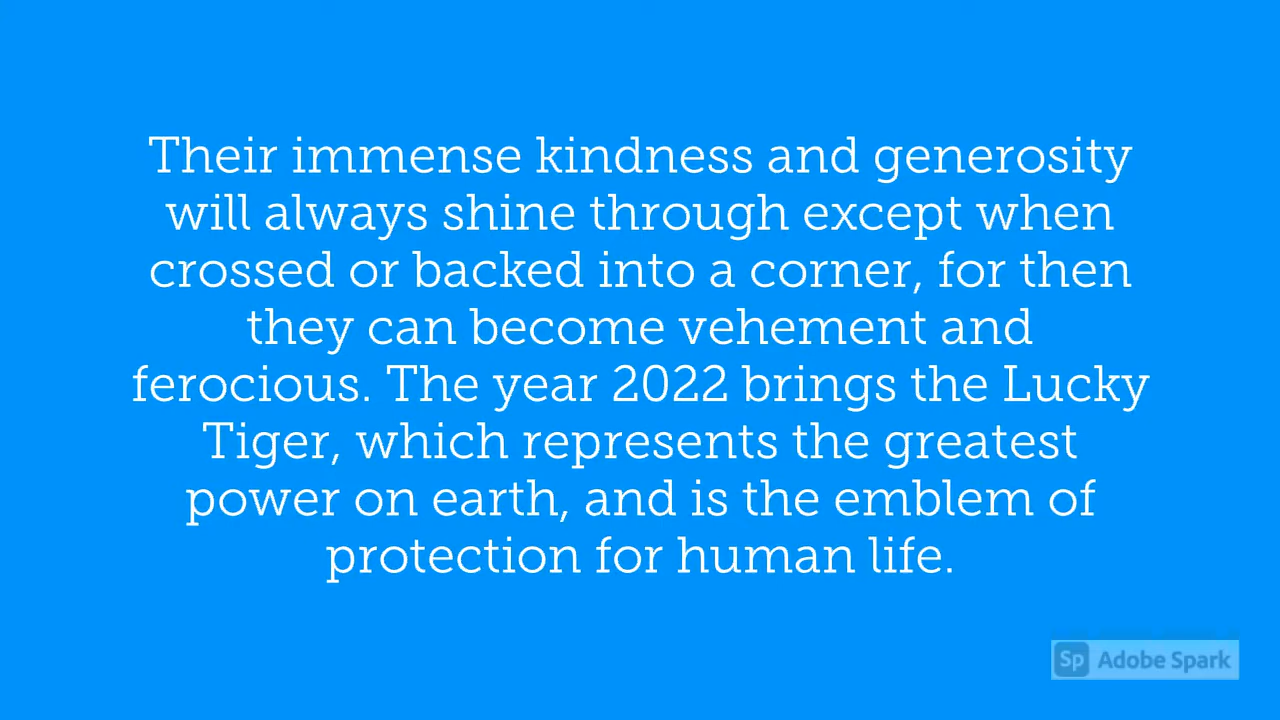 Their immense kindness and generosity
will always shine through except when
crossed or backed into a corner, for then
they can become vehement and
ferocious. The year 2022 brings the Lucky
Tiger, which represents the greatest
power on earth, and is the emblem of
protection for human life.
Sp Adobe Spark